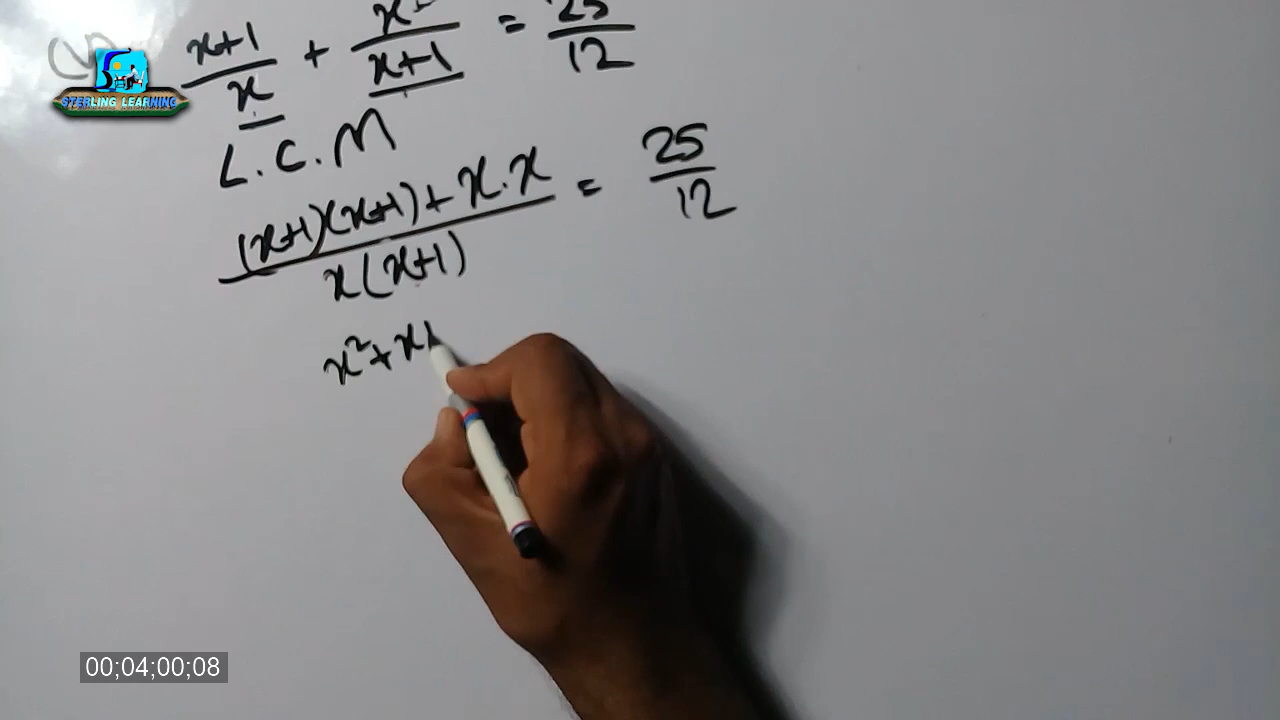 x+1/x + x/x+1 = 25/12
STERLING LEARNING
L.C.M
(x+1)(x+1)+x.x/x(x+1) = 25/12
x²+x+
00;04;00;08